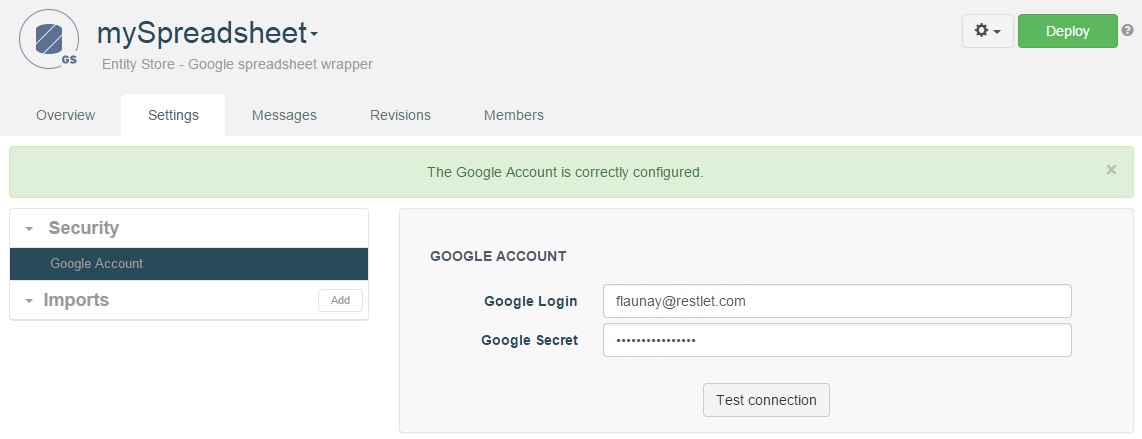 mySpreadsheet
GS
Entity Store - Google spreadsheet wrapper
Deploy
?
Overview
Settings
Messages
Revisions
Members
The Google Account is correctly configured.
×
Security
Google Account
Imports
Add
GOOGLE ACCOUNT
Google Login
flaunay@restlet.com
Google Secret
••••••••••••••••
Test connection